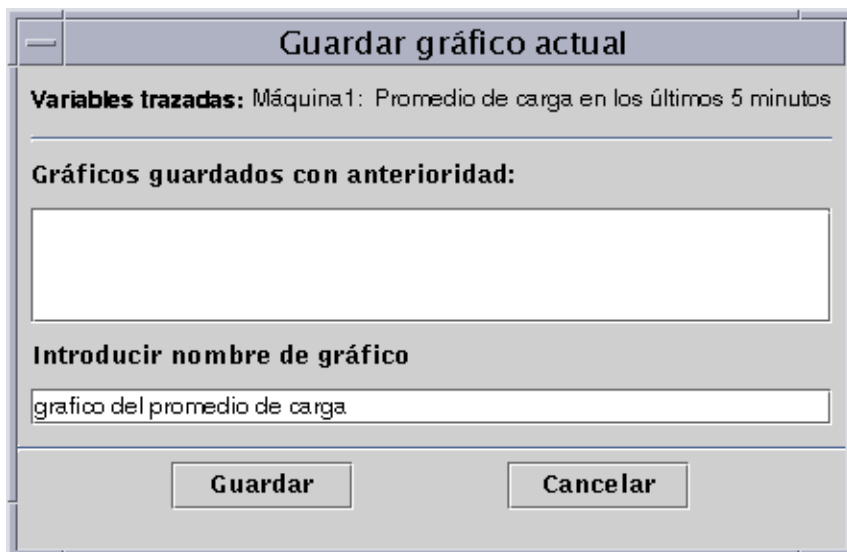 Guardar gráfico actual
Variables trazadas: Máquina1: Promedio de carga en los últimos 5 minutos
Gráficos guardados con anterioridad:
Introducir nombre de gráfico
grafico del promedio de carga
Guardar Cancelar